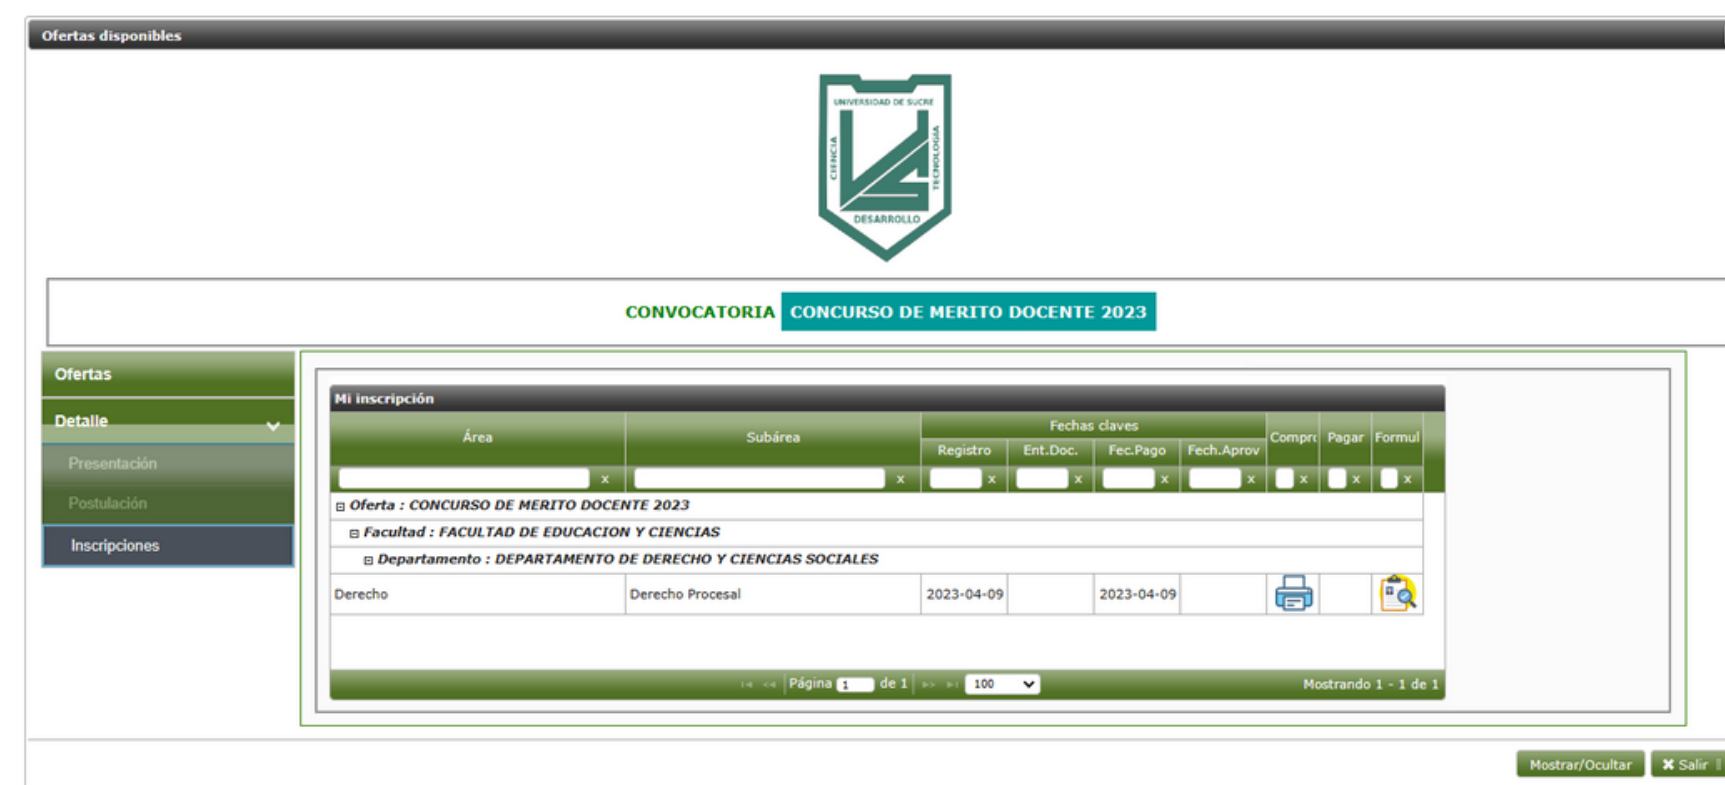 Ofertas disponibles
UNIVERSIDAD DE SUCRE
CIENCIA
TECNOLOGIA
DESARROLLO
CONVOCATORIA CONCURSO DE MERITO DOCENTE 2023
Ofertas
Detalle
Presentación
Postulación
Inscripciones
Mi inscripción
Área Subárea Fechas claves Compro Pagar Formul
Registro Ent.Doc. Fec.Pago Fech.Aprov
x x x x x x x x x
Oferta : CONCURSO DE MERITO DOCENTE 2023
Facultad : FACULTAD DE EDUCACION Y CIENCIAS
Departamento : DEPARTAMENTO DE DERECHO Y CIENCIAS SOCIALES
Derecho Derecho Procesal 2023-04-09 2023-04-09
Página 1 de 1 100 Mostrando 1 - 1 de 1
Mostrar/Ocultar Salir